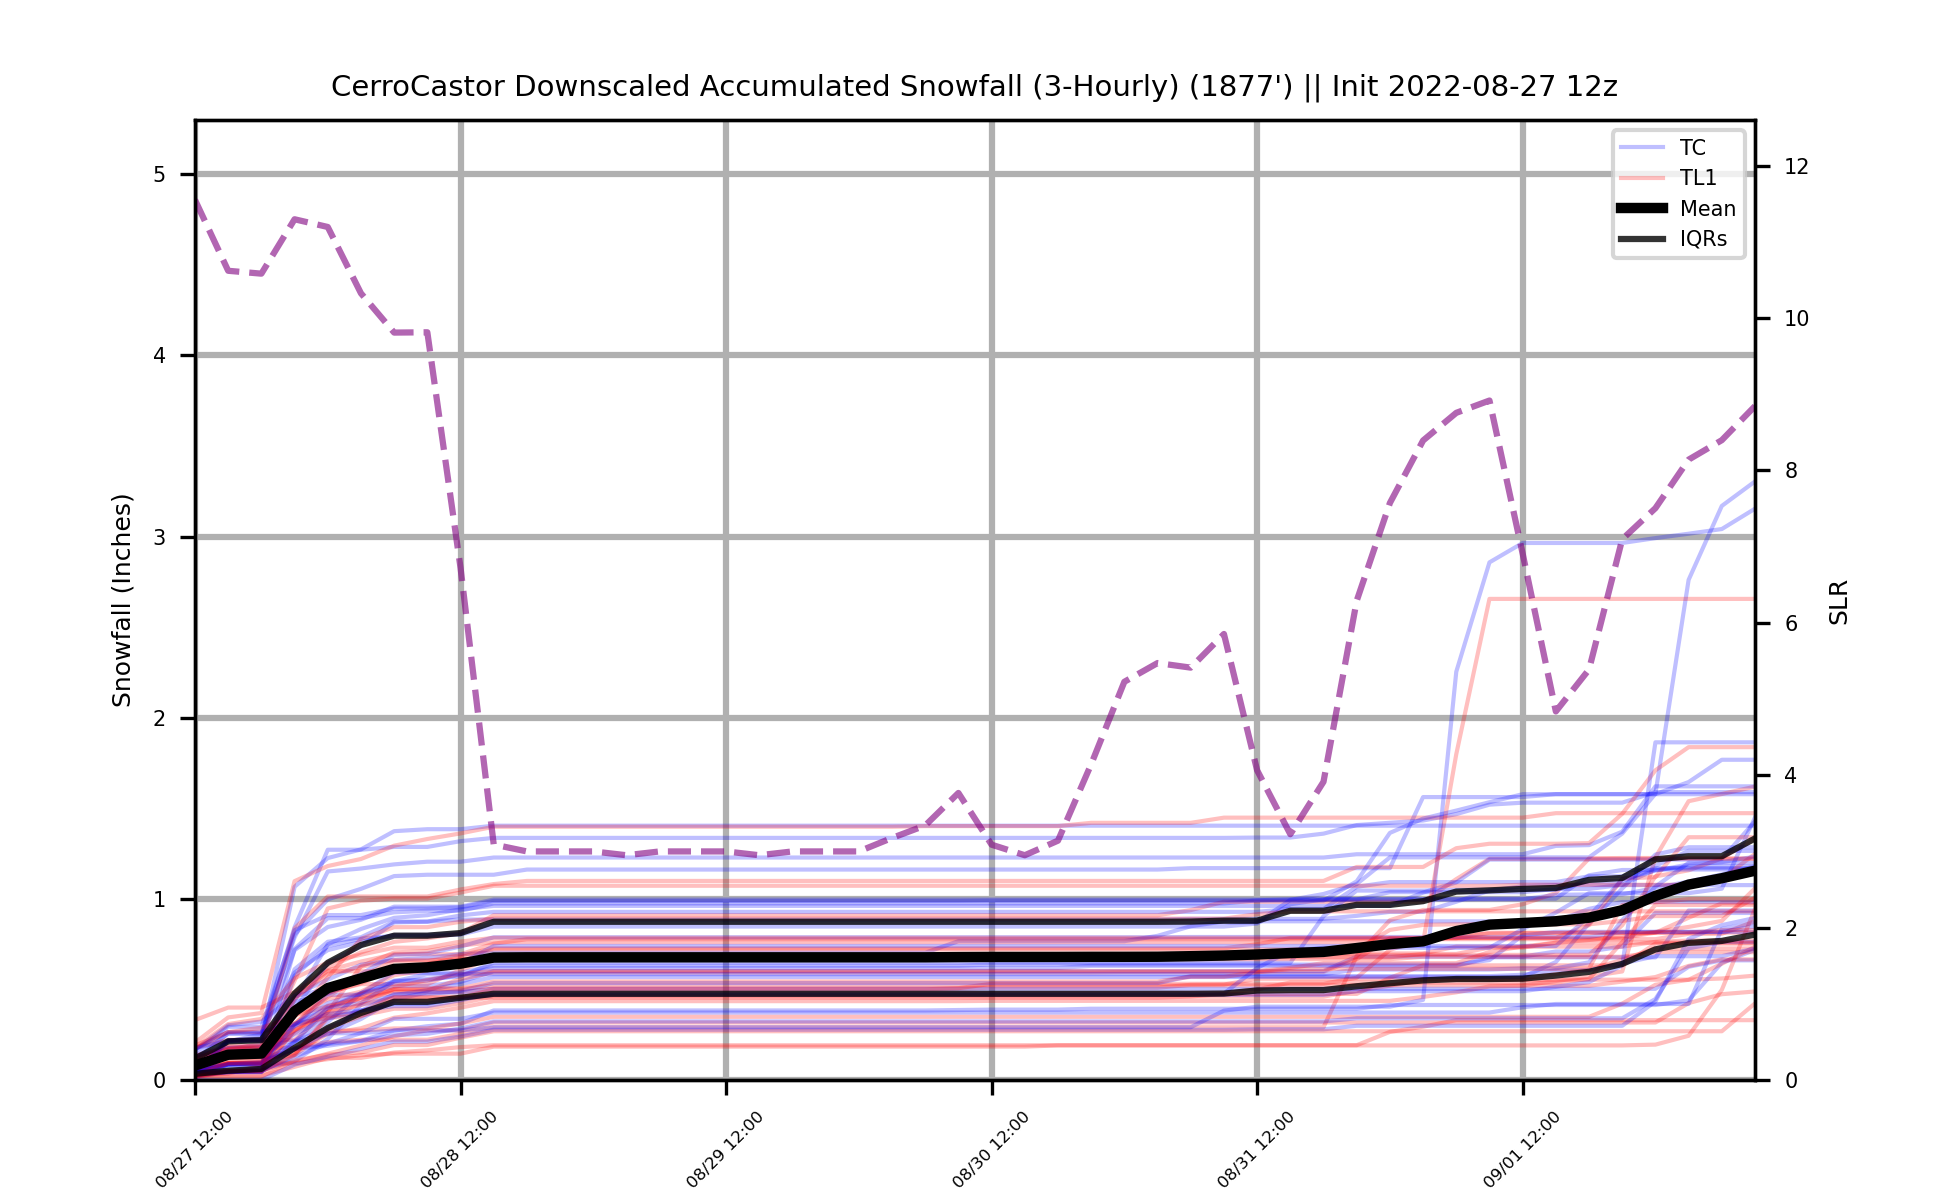 CerroCastor Downscaled Accumulated Snowfall (3-Hourly) (1877') || Init 2022-08-27 12z
TC
TL1
Mean
IQRs
5
4
3
2
1
0
Snowfall (Inches)
12
10
8
6
4
2
0
SLR
08/27 12:00
08/28 12:00
08/29 12:00
08/30 12:00
08/31 12:00
09/01 12:00